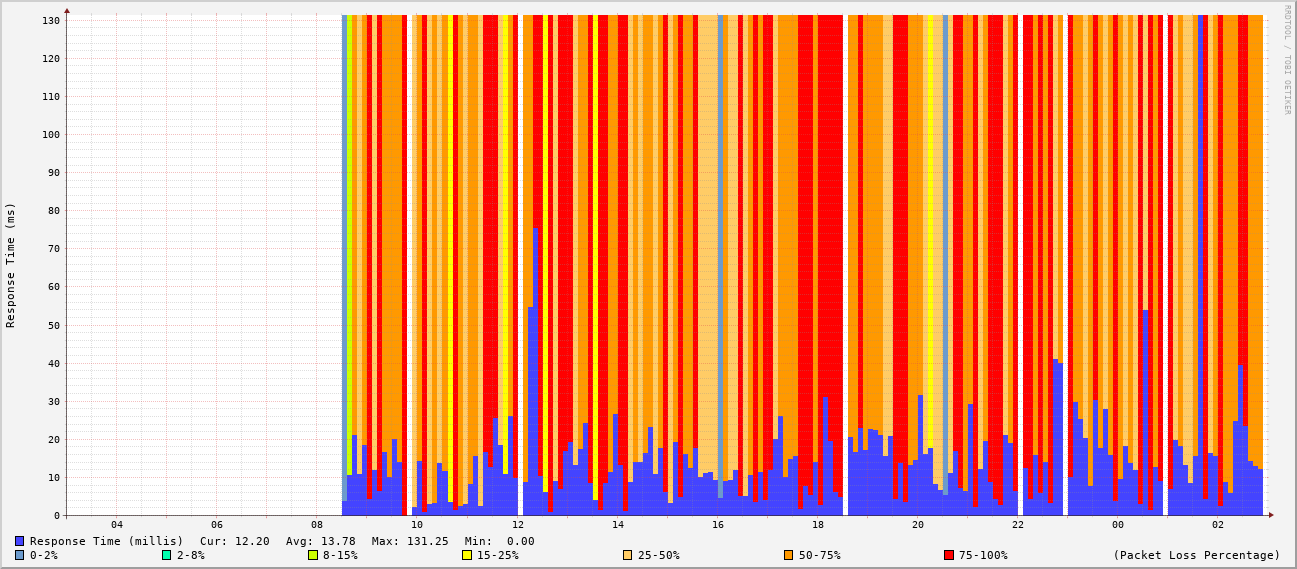 RRDTOOL / TOBI OETIKER
Response Time (ms)
130
120
110
100
90
80
70
60
50
40
30
20
10
0
04 06 08 10 12 14 16 18 20 22 00 02
Response Time (millis) Cur: 12.20 Avg: 13.78 Max: 131.25 Min: 0.00
0-2% 2-8% 8-15% 15-25% 25-50% 50-75% 75-100% (Packet Loss Percentage)